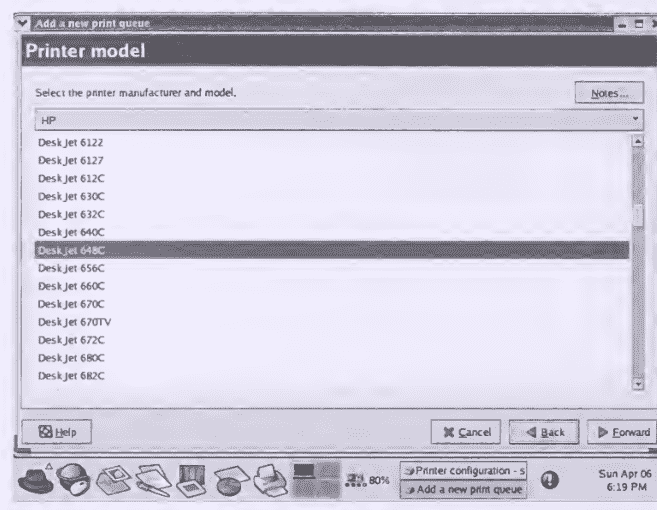 Add a new print queue
Printer model
Select the printer manufacturer and model.
Notes...
HP
DeskJet 6122
DeskJet 6127
DeskJet 612C
DeskJet 630C
DeskJet 632C
DeskJet 640C
DeskJet 648C
DeskJet 656C
DeskJet 660C
DeskJet 670C
DeskJet 670TV
DeskJet 672C
DeskJet 680C
DeskJet 682C
Help
Cancel
Back
Forward
80%
Printer configuration - s
Add a new print queue
Sun Apr 06
6:19 PM